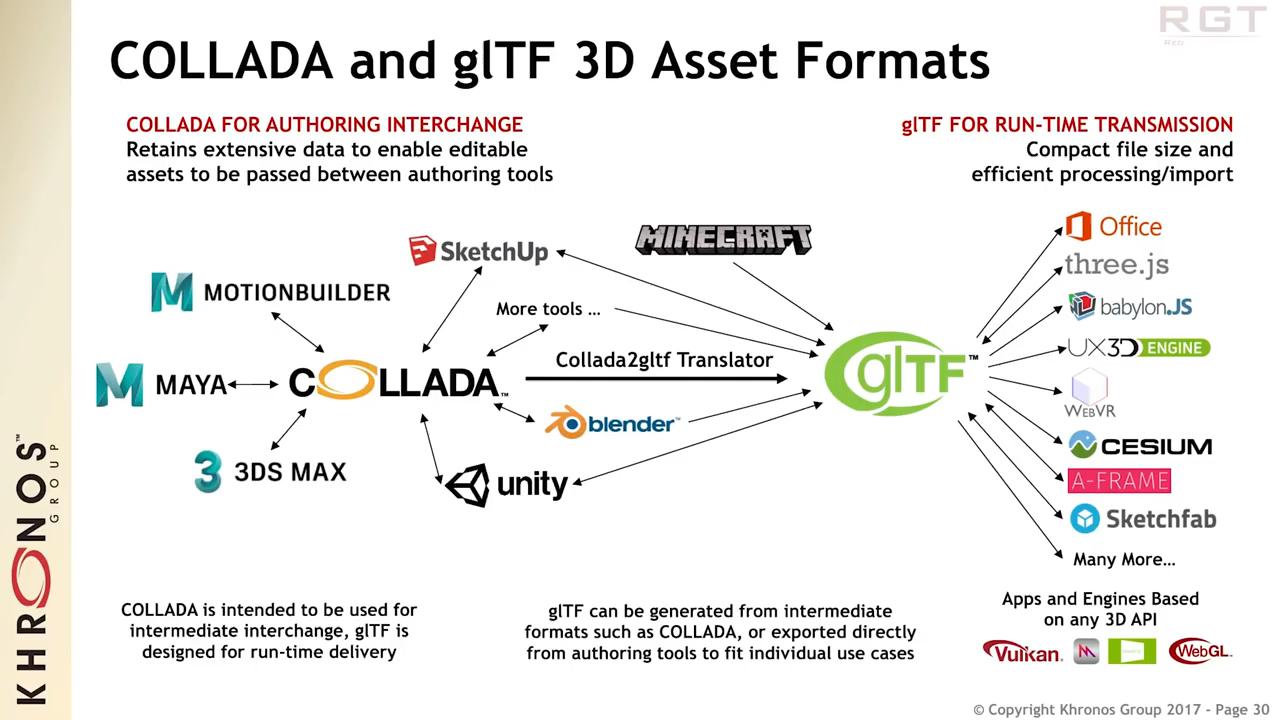 RGT
RED
COLLADA and glTF 3D Asset Formats
COLLADA FOR AUTHORING INTERCHANGE
Retains extensive data to enable editable
assets to be passed between authoring tools
glTF FOR RUN-TIME TRANSMISSION
Compact file size and
efficient processing/import
SketchUp
MINECRAFT
Office
three.js
MOTIONBUILDER
More tools …
babylon.JS
Collada2gltf Translator
UX3D ENGINE
MAYA
COLLADA™
glTF™
WEBVR
blender™
CESIUM
3DS MAX
unity
A-FRAME
Sketchfab
Many More…
COLLADA is intended to be used for
intermediate interchange, glTF is
designed for run-time delivery
glTF can be generated from intermediate
formats such as COLLADA, or exported directly
from authoring tools to fit individual use cases
Apps and Engines Based
on any 3D API
Vulkan.
WebGL.
KHRONOS™
GROUP
© Copyright Khronos Group 2017 - Page 30